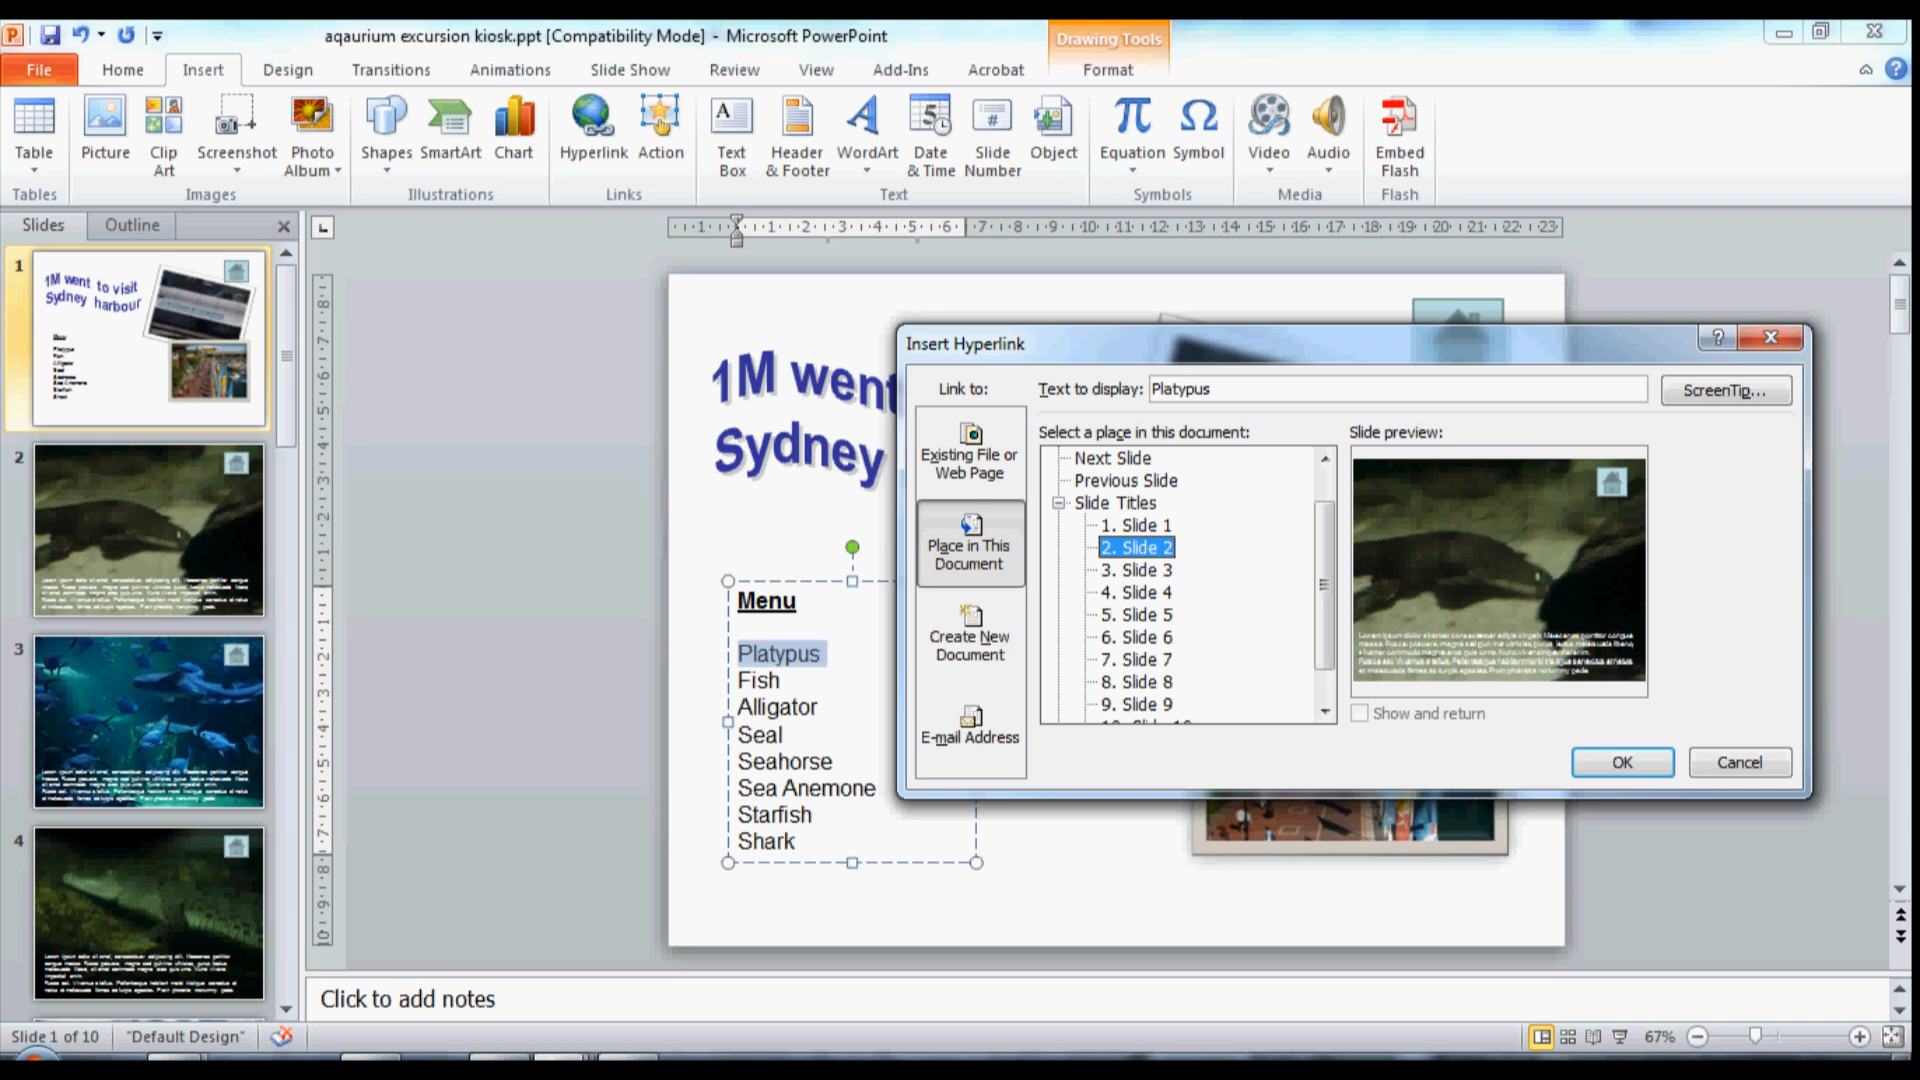 aqaurium excursion kiosk.ppt [Compatibility Mode] - Microsoft PowerPoint
Drawing Tools
File Home Insert Design Transitions Animations Slide Show Review View Add-Ins Acrobat Format
Table
Picture
Clip Art
Screenshot
Photo Album
Shapes
SmartArt
Chart
Hyperlink
Action
Text Box
Header & Footer
WordArt
Date & Time
Slide Number
Object
Equation
Symbol
Video
Audio
Embed Flash
Tables Images Illustrations Links Text Symbols Media Flash
Slides Outline
1
1M went to visit
Sydney harbour
2
3
4
1M went
Sydney
Menu
Platypus
Fish
Alligator
Seal
Seahorse
Sea Anemone
Starfish
Shark
Insert Hyperlink
Link to:
Text to display: Platypus
ScreenTip...
Existing File or Web Page
Place in This Document
Create New Document
E-mail Address
Select a place in this document:
Next Slide
Previous Slide
Slide Titles
1. Slide 1
2. Slide 2
3. Slide 3
4. Slide 4
5. Slide 5
6. Slide 6
7. Slide 7
8. Slide 8
9. Slide 9
Slide preview:
Show and return
OK Cancel
Click to add notes
Slide 1 of 10 "Default Design" 67%